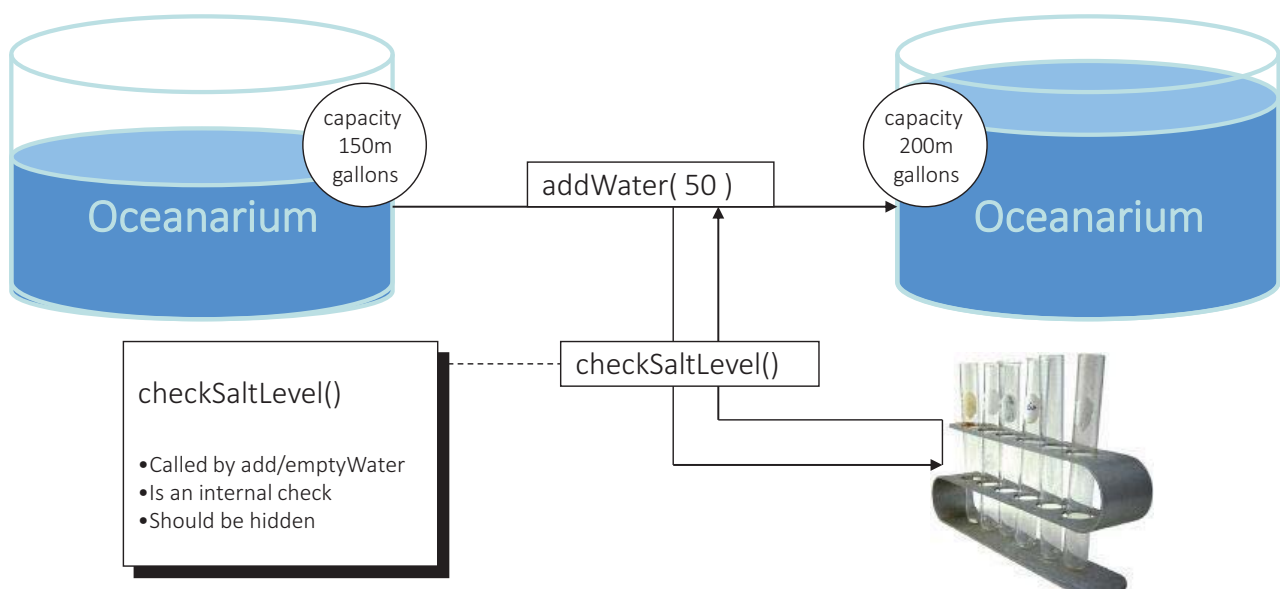 capacity
150m
gallons
Oceanarium
addWater( 50 )
capacity
200m
gallons
Oceanarium
checkSaltLevel()
checkSaltLevel()
•Called by add/emptyWater
•Is an internal check
•Should be hidden